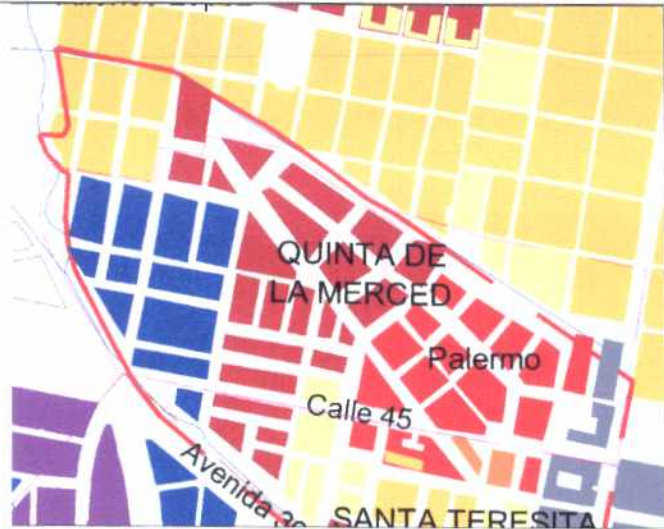 QUINTA DE
LA MERCED
Palermo
Calle 45
Avenida
SANTA TERESITA